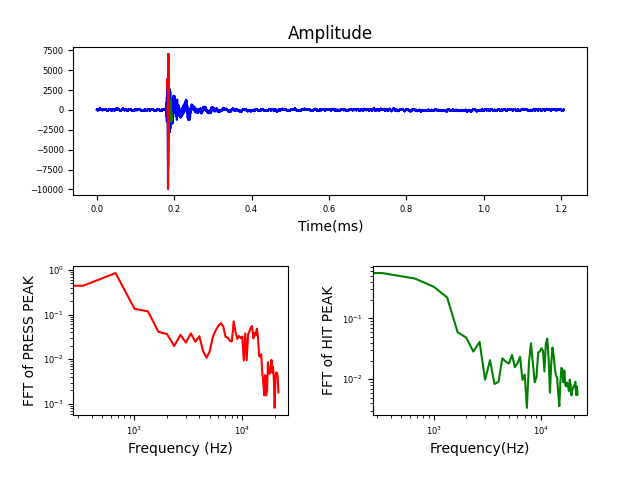 Amplitude
7500
5000
2500
0
−2500
−5000
−7500
−10000
0.0 0.2 0.4 0.6 0.8 1.0 1.2
Time(ms)
FFT of PRESS PEAK
10⁰
10⁻¹
10⁻²
10⁻³
10³ 10⁴
Frequency (Hz)
FFT of HIT PEAK
10⁻¹
10⁻²
10³ 10⁴
Frequency(Hz)